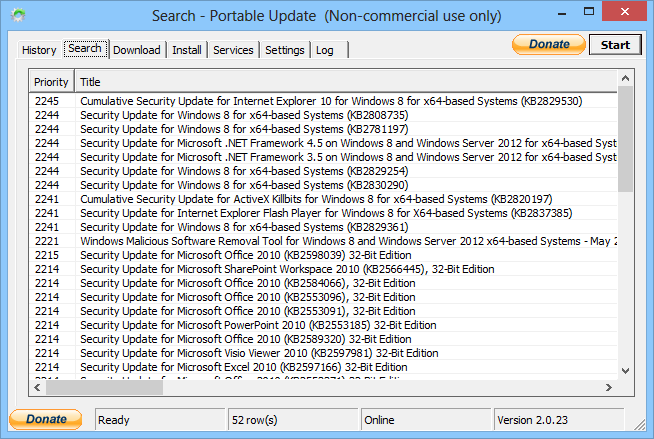 Search - Portable Update (Non-commercial use only)
History Search Download Install Services Settings Log Donate Start
Priority Title
2245 Cumulative Security Update for Internet Explorer 10 for Windows 8 for x64-based Systems (KB2829530)
2244 Security Update for Windows 8 for x64-based Systems (KB2808735)
2244 Security Update for Windows 8 for x64-based Systems (KB2781197)
2244 Security Update for Microsoft .NET Framework 4.5 on Windows 8 and Windows Server 2012 for x64-based Syst
2244 Security Update for Microsoft .NET Framework 3.5 on Windows 8 and Windows Server 2012 for x64-based Syst
2244 Security Update for Windows 8 for x64-based Systems (KB2829254)
2244 Security Update for Windows 8 for x64-based Systems (KB2830290)
2241 Cumulative Security Update for ActiveX Killbits for Windows 8 for x64-based Systems (KB2820197)
2241 Security Update for Internet Explorer Flash Player for Windows 8 for X64-based Systems (KB2837385)
2241 Security Update for Windows 8 for x64-based Systems (KB2829361)
2221 Windows Malicious Software Removal Tool for Windows 8 and Windows Server 2012 x64-based Systems - May 2
2215 Security Update for Microsoft Office 2010 (KB2598039) 32-Bit Edition
2214 Security Update for Microsoft SharePoint Workspace 2010 (KB2566445), 32-Bit Edition
2214 Security Update for Microsoft Office 2010 (KB2584066), 32-Bit Edition
2214 Security Update for Microsoft Office 2010 (KB2553096), 32-Bit Edition
2214 Security Update for Microsoft Office 2010 (KB2553091), 32-Bit Edition
2214 Security Update for Microsoft PowerPoint 2010 (KB2553185) 32-Bit Edition
2214 Security Update for Microsoft Office 2010 (KB2589320) 32-Bit Edition
2214 Security Update for Microsoft Visio Viewer 2010 (KB2597981) 32-Bit Edition
2214 Security Update for Microsoft Excel 2010 (KB2597166) 32-Bit Edition
2214 Security Update for Microsoft Office 2010 (KB2553371) 32-Bit Edition
Donate Ready 52 row(s) Online Version 2.0.23